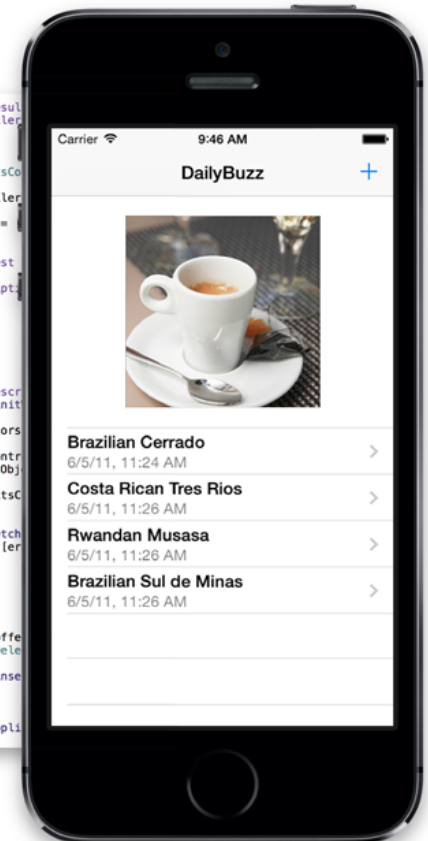 Carrier 9:46 AM
DailyBuzz +
Brazilian Cerrado
6/5/11, 11:24 AM
Costa Rican Tres Rios
6/5/11, 11:26 AM
Rwandan Musasa
6/5/11, 11:26 AM
Brazilian Sul de Minas
6/5/11, 11:26 AM